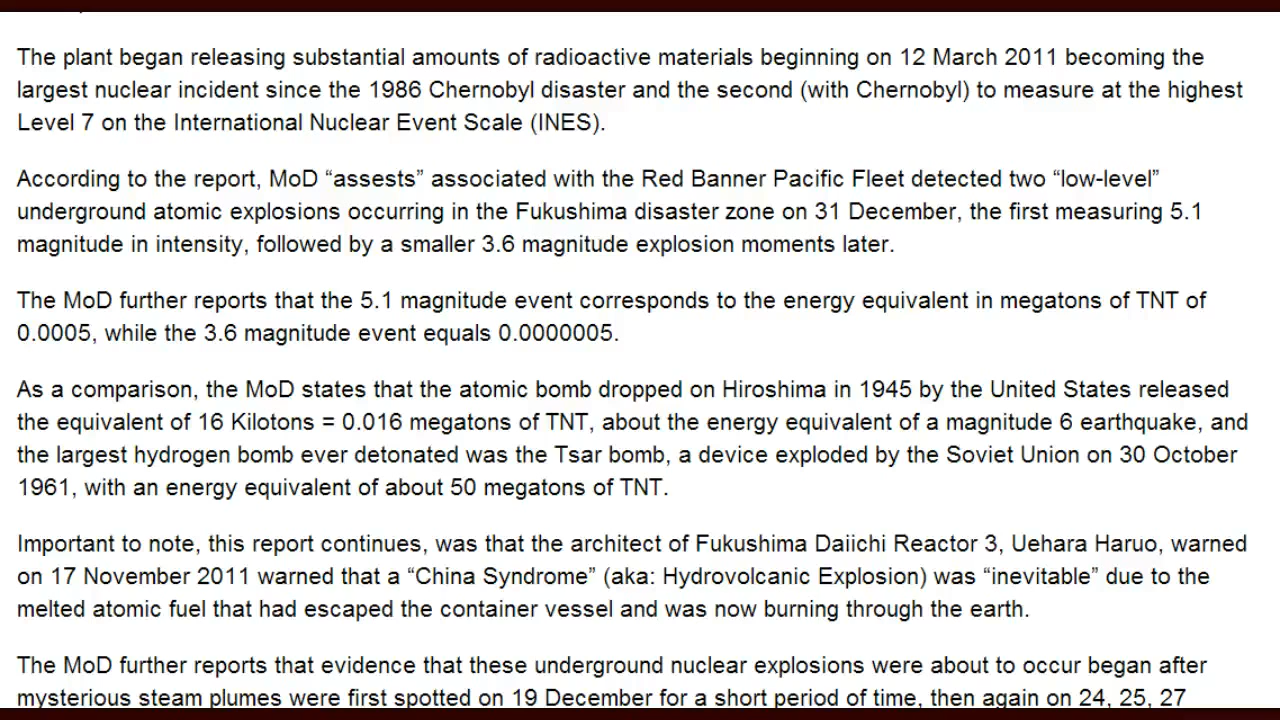 The plant began releasing substantial amounts of radioactive materials beginning on 12 March 2011 becoming the
largest nuclear incident since the 1986 Chernobyl disaster and the second (with Chernobyl) to measure at the highest
Level 7 on the International Nuclear Event Scale (INES).
According to the report, MoD “assests” associated with the Red Banner Pacific Fleet detected two “low-level”
underground atomic explosions occurring in the Fukushima disaster zone on 31 December, the first measuring 5.1
magnitude in intensity, followed by a smaller 3.6 magnitude explosion moments later.
The MoD further reports that the 5.1 magnitude event corresponds to the energy equivalent in megatons of TNT of
0.0005, while the 3.6 magnitude event equals 0.0000005.
As a comparison, the MoD states that the atomic bomb dropped on Hiroshima in 1945 by the United States released
the equivalent of 16 Kilotons = 0.016 megatons of TNT, about the energy equivalent of a magnitude 6 earthquake, and
the largest hydrogen bomb ever detonated was the Tsar bomb, a device exploded by the Soviet Union on 30 October
1961, with an energy equivalent of about 50 megatons of TNT.
Important to note, this report continues, was that the architect of Fukushima Daiichi Reactor 3, Uehara Haruo, warned
on 17 November 2011 warned that a “China Syndrome” (aka: Hydrovolcanic Explosion) was “inevitable” due to the
melted atomic fuel that had escaped the container vessel and was now burning through the earth.
The MoD further reports that evidence that these underground nuclear explosions were about to occur began after
mysterious steam plumes were first spotted on 19 December for a short period of time, then again on 24, 25, 27